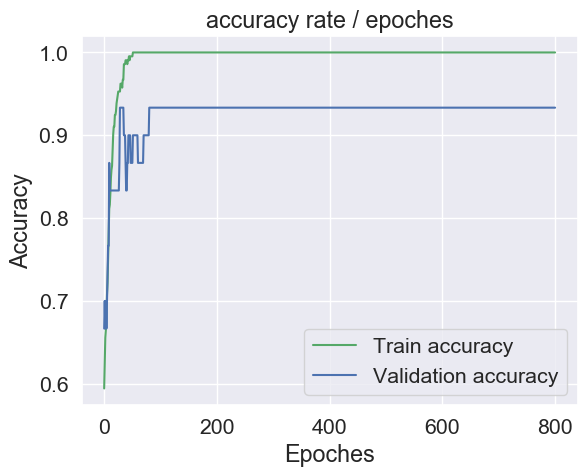 accuracy rate / epoches
1.0
0.9
0.8
0.7
0.6
Accuracy
Train accuracy
Validation accuracy
0 200 400 600 800
Epoches